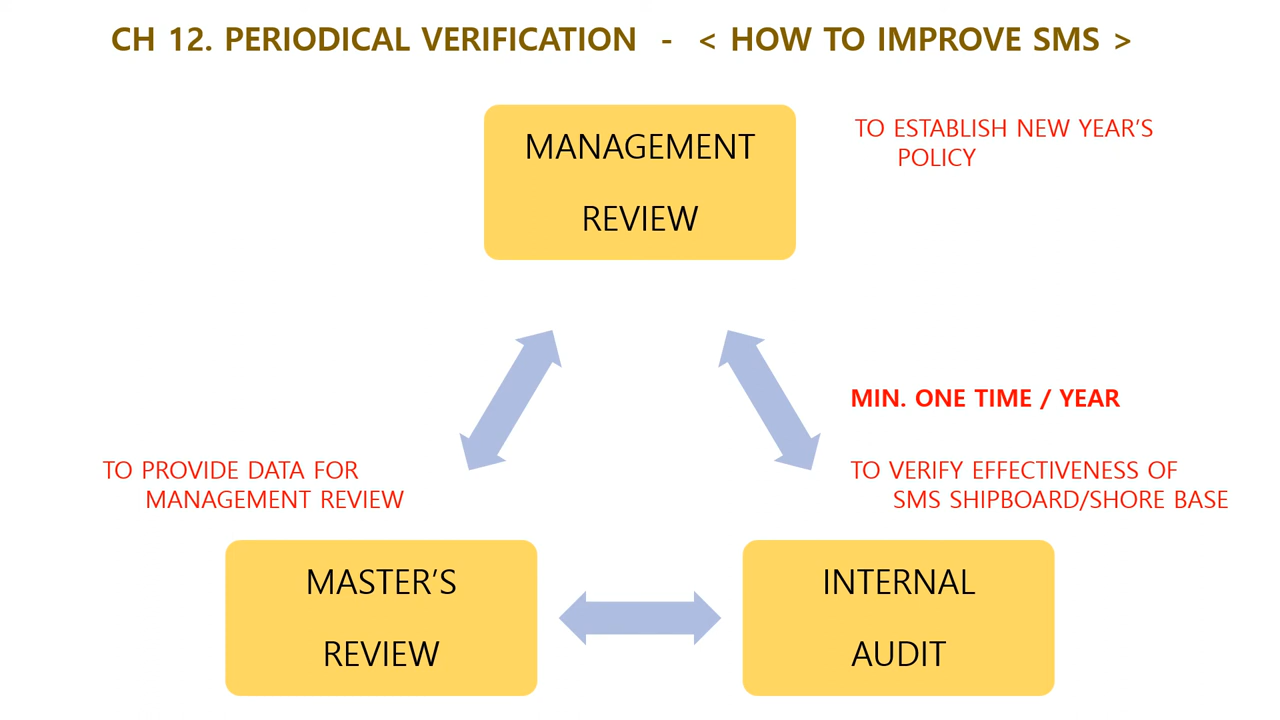 CH 12. PERIODICAL VERIFICATION - < HOW TO IMPROVE SMS >
MANAGEMENT
REVIEW
TO ESTABLISH NEW YEAR'S
POLICY
MIN. ONE TIME / YEAR
TO PROVIDE DATA FOR
MANAGEMENT REVIEW
TO VERIFY EFFECTIVENESS OF
SMS SHIPBOARD/SHORE BASE
MASTER'S
REVIEW
INTERNAL
AUDIT